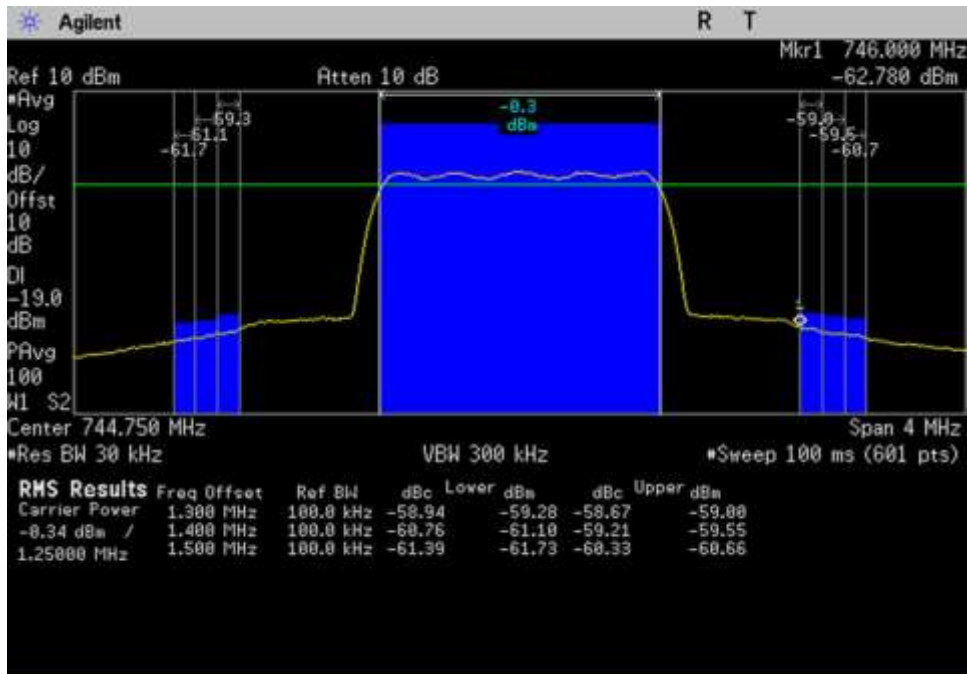 Agilent R T
Mkr1 746.000 MHz
Ref 10 dBm Atten 10 dB -62.780 dBm
#Avg
Log
10
dB/
Offst
10
dB
DI
-19.0
dBm
PAvg
100
W1 S2
-0.3
dBm
-59.3
-61.1
-61.7
-59.0
-59.5
-60.7
1
Center 744.750 MHz Span 4 MHz
#Res BW 30 kHz VBW 300 kHz #Sweep 100 ms (601 pts)
RMS Results Freq Offset Ref BW dBc Lower dBm dBc Upper dBm
Carrier Power 1.300 MHz 100.0 kHz -58.94 -59.28 -58.67 -59.00
-0.34 dBm / 1.400 MHz 100.0 kHz -60.76 -61.10 -59.21 -59.55
1.25000 MHz 1.500 MHz 100.0 kHz -61.39 -61.73 -60.33 -60.66